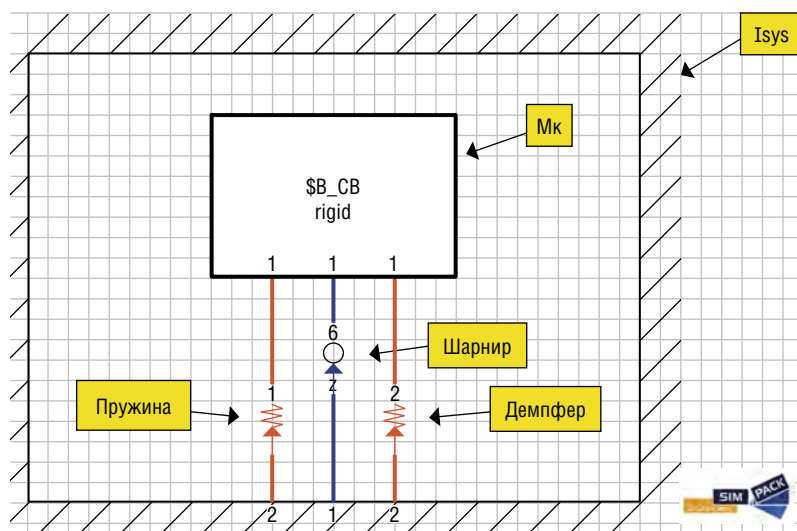 Isys
Мк
$B_CB
rigid
1 1 1
6
Шарнир
z
1 2
Пружина
Демпфер
2 1 2
SIM PACK